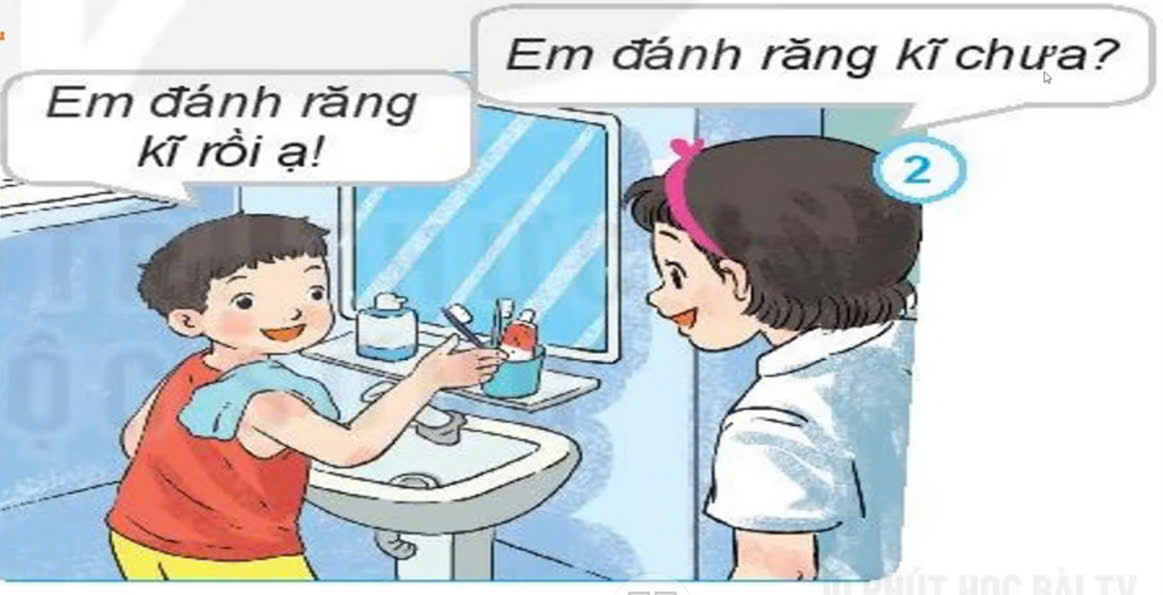 Em đánh răng kĩ chưa?
Em đánh răng
kĩ rồi ạ!
2